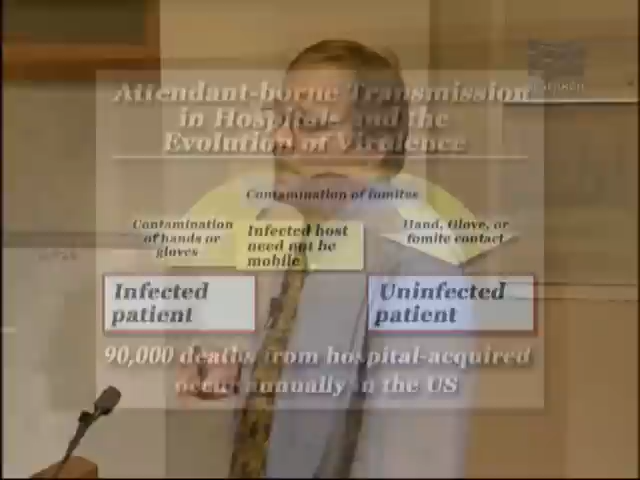 Attendant-borne Transmission
in Hospitals and the
Evolution of Virulence
Contamination of fomites
Contamination
of hands or
gloves
Infected host
need not be
mobile
Hand, Glove, or
fomite contact
Infected
patient
Uninfected
patient
90,000 deaths from hospital-acquired
occur annually in the US